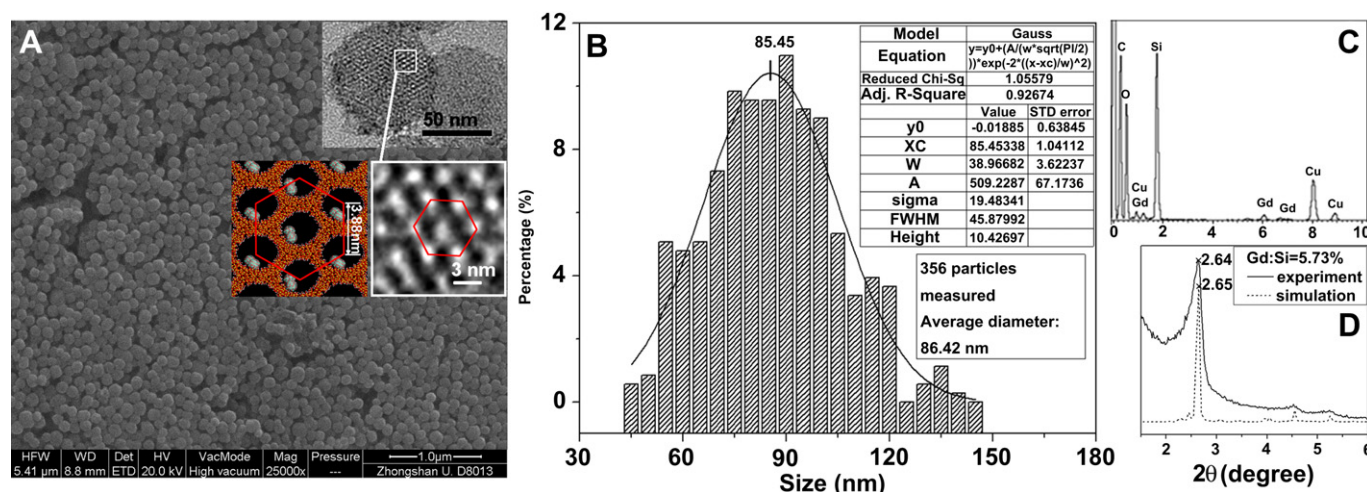 A
50 nm
3.88nm
3 nm
HFW WD Det HV VacMode Mag Pressure 1.0μm
5.41 μm 8.8 mm ETD 20.0 kV High vacuum 25000x --- Zhongshan U. D8013
B
85.45
12
8
4
0
Percentage (%)
30 60 90 120 150 180
Size (nm)
Model Gauss
Equation y=y0+(A/(w*sqrt(PI/2)
))*exp(-2*((x-xc)/w)^2)
Reduced Chi-Sq 1.05579
Adj. R-Square 0.92674
Value STD error
y0 -0.01885 0.63845
XC 85.45338 1.04112
W 38.96682 3.62237
A 509.2287 67.1736
sigma 19.48341
FWHM 45.87992
Height 10.42697
356 particles
measured
Average diameter:
86.42 nm
C
C
O
Si
Cu
Gd
Gd
Gd
Cu
Cu
0 2 4 6 8 10
D
2.64
2.65
Gd:Si=5.73%
experiment
simulation
2 3 4 5 6
2θ (degree)